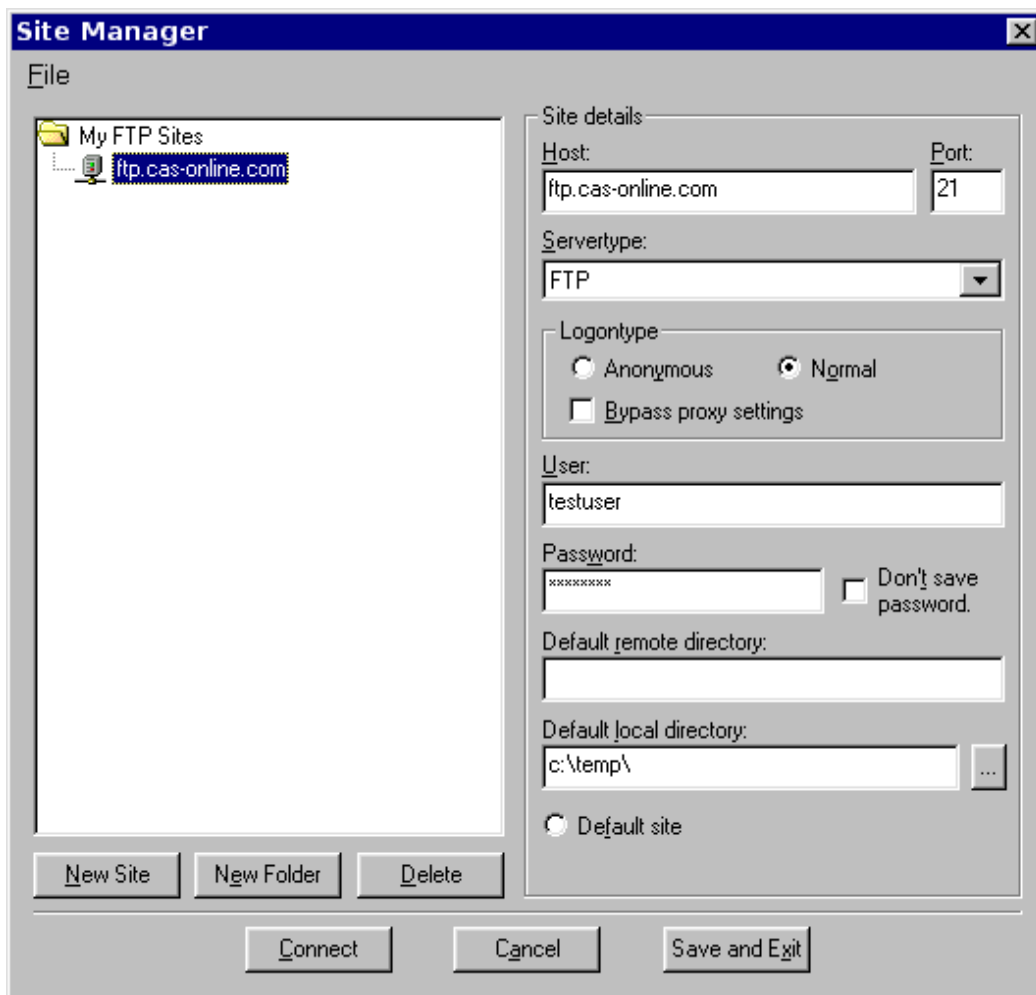 Site Manager
File
My FTP Sites
ftp.cas-online.com
New Site
New Folder
Delete
Site details
Host:
Port:
ftp.cas-online.com
21
Servertype:
FTP
Logontype
Anonymous
Normal
Bypass proxy settings
User:
testuser
Password:
××××××××
Don't save
password.
Default remote directory:
Default local directory:
c:\temp\
...
Default site
Connect
Cancel
Save and Exit